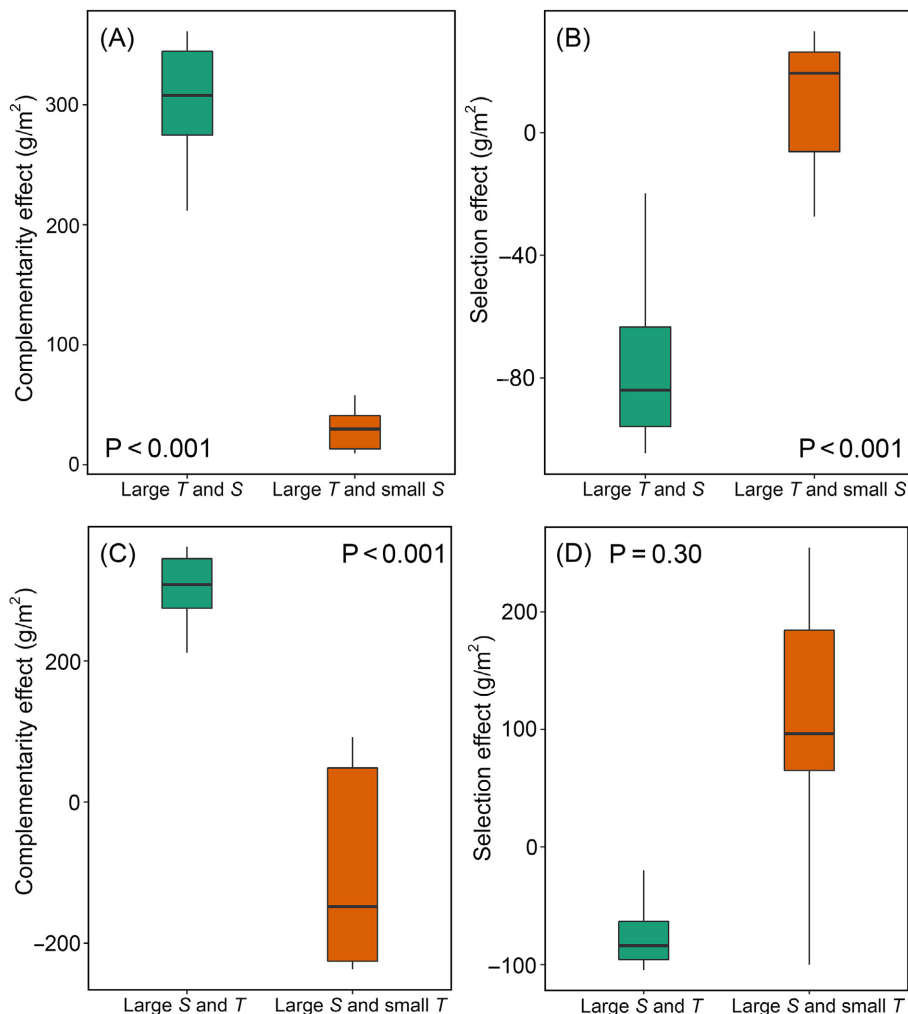 (A)
Complementarity effect (g/m²)
300
200
100
0
P < 0.001
Large T and S
Large T and small S
(B)
Selection effect (g/m²)
0
−40
−80
P < 0.001
Large T and S
Large T and small S
(C)
P < 0.001
Complementarity effect (g/m²)
200
0
−200
Large S and T
Large S and small T
(D)
P = 0.30
Selection effect (g/m²)
200
100
0
−100
Large S and T
Large S and small T